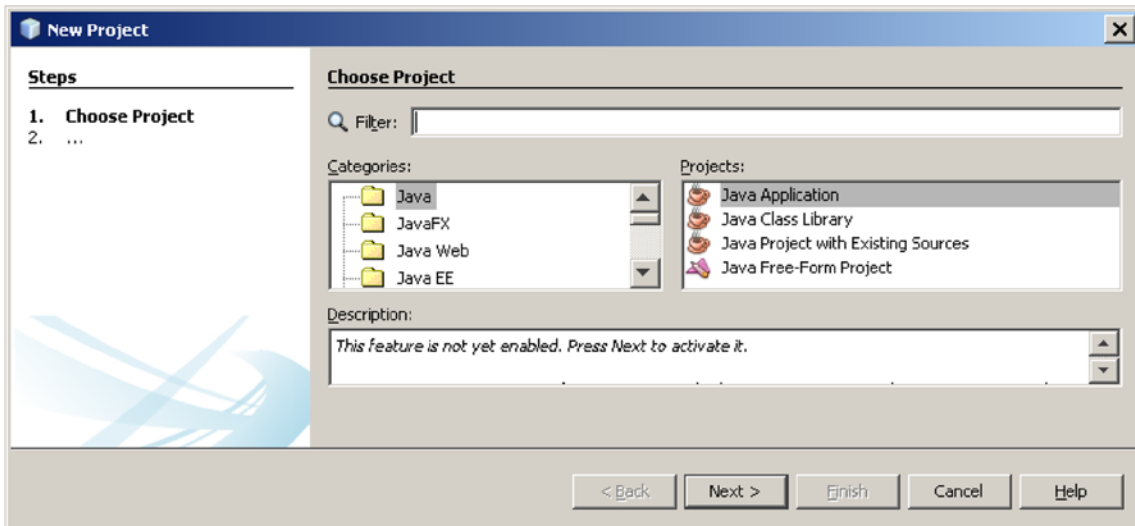 New Project
Steps
1. Choose Project
2. ...
Choose Project
Filter:
Categories:
Java
JavaFX
Java Web
Java EE
Projects:
Java Application
Java Class Library
Java Project with Existing Sources
Java Free-Form Project
Description:
This feature is not yet enabled. Press Next to activate it.
< Back
Next >
Finish
Cancel
Help